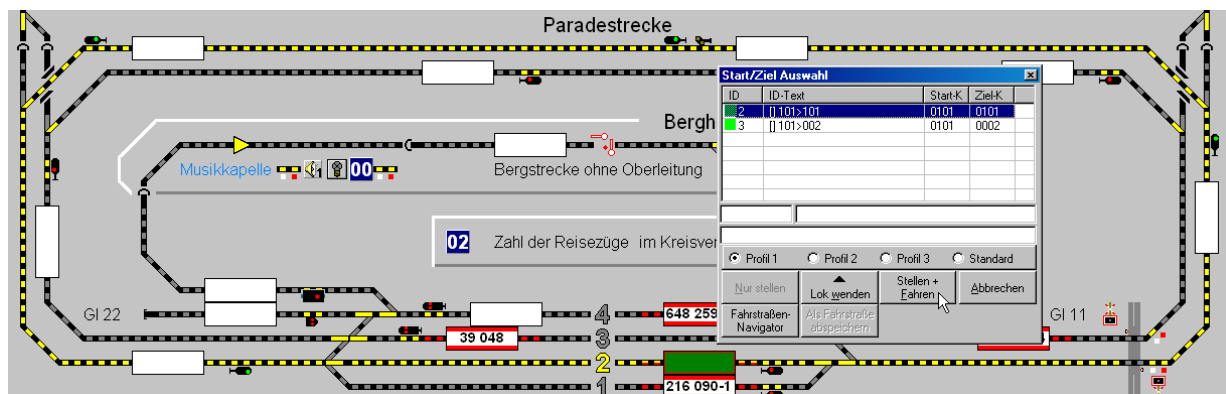 Paradestrecke
Start/Ziel Auswahl
ID ID-Text Start-K Ziel-K
2 [] 101>101 0101 0101
3 [] 101>002 0101 0002
Bergh
Musikkapelle 1 00
Bergstrecke ohne Oberleitung
02 Zahl der Reisezüge im Kreisver
Profil 1 Profil 2 Profil 3 Standard
Nur stellen
Lok wenden
Stellen +
Fahren
Abbrechen
Fahrstraßen-
Navigator
Als Fahrstraße
abspeichern
Gl 22
4
648 259
Gl 11
39 048
3
2
1
216 090-1